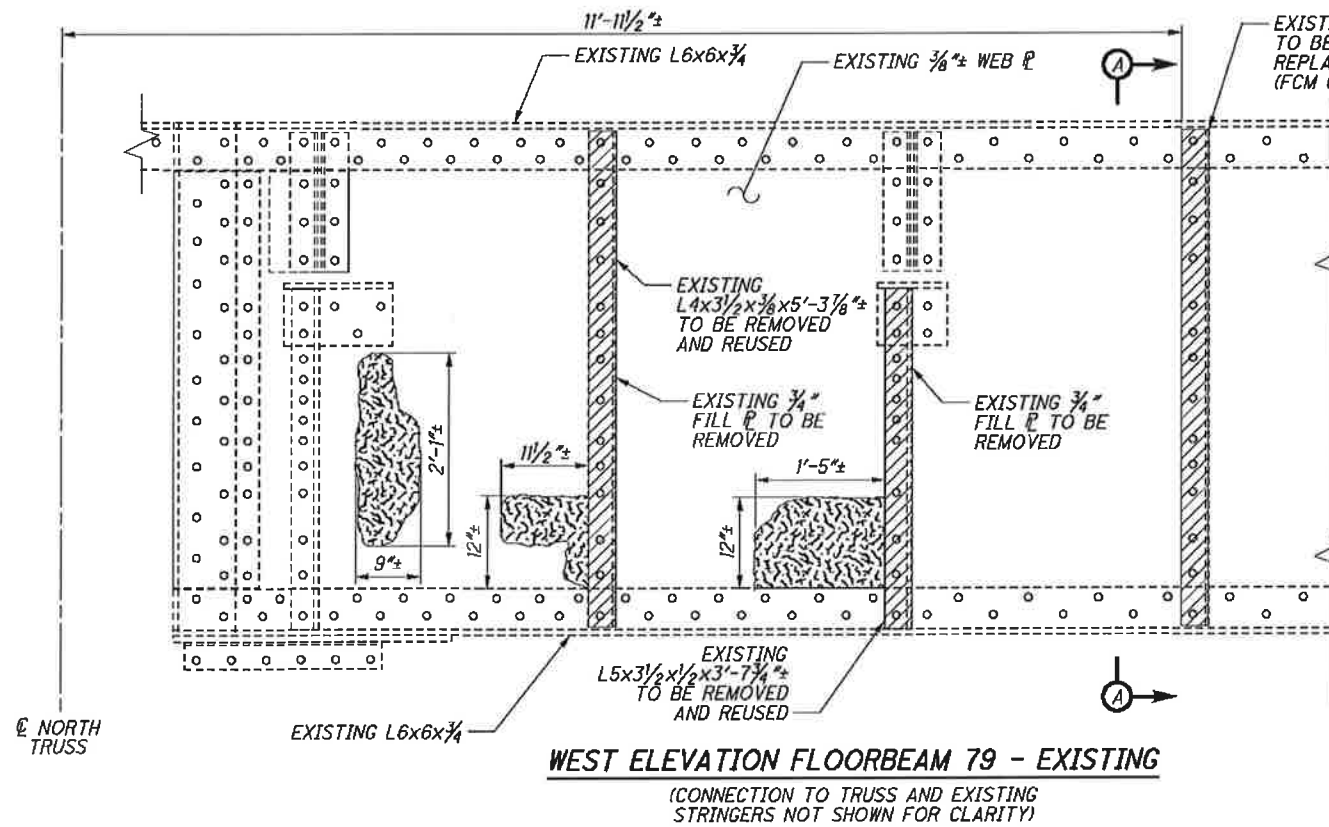 11'-11½"±
EXISTING L6x6x¾
EXISTING ⅜"± WEB ℄
A
TO BE
(FCM
EXISTING
L4x3½x⅜x5'-3⅞"±
TO BE REMOVED
AND REUSED
EXISTING ¾"
FILL PL TO BE
REMOVED
EXISTING ¾"
FILL PL TO BE
REMOVED
2'-1"±
9"±
11½"±
12"±
1'-5"±
12"±
EXISTING
L5x3½x½x3'-7¾"±
TO BE REMOVED
AND REUSED
A
EXISTING L6x6x¾
℄ NORTH
TRUSS
WEST ELEVATION FLOORBEAM 79 - EXISTING
(CONNECTION TO TRUSS AND EXISTING
STRINGERS NOT SHOWN FOR CLARITY)